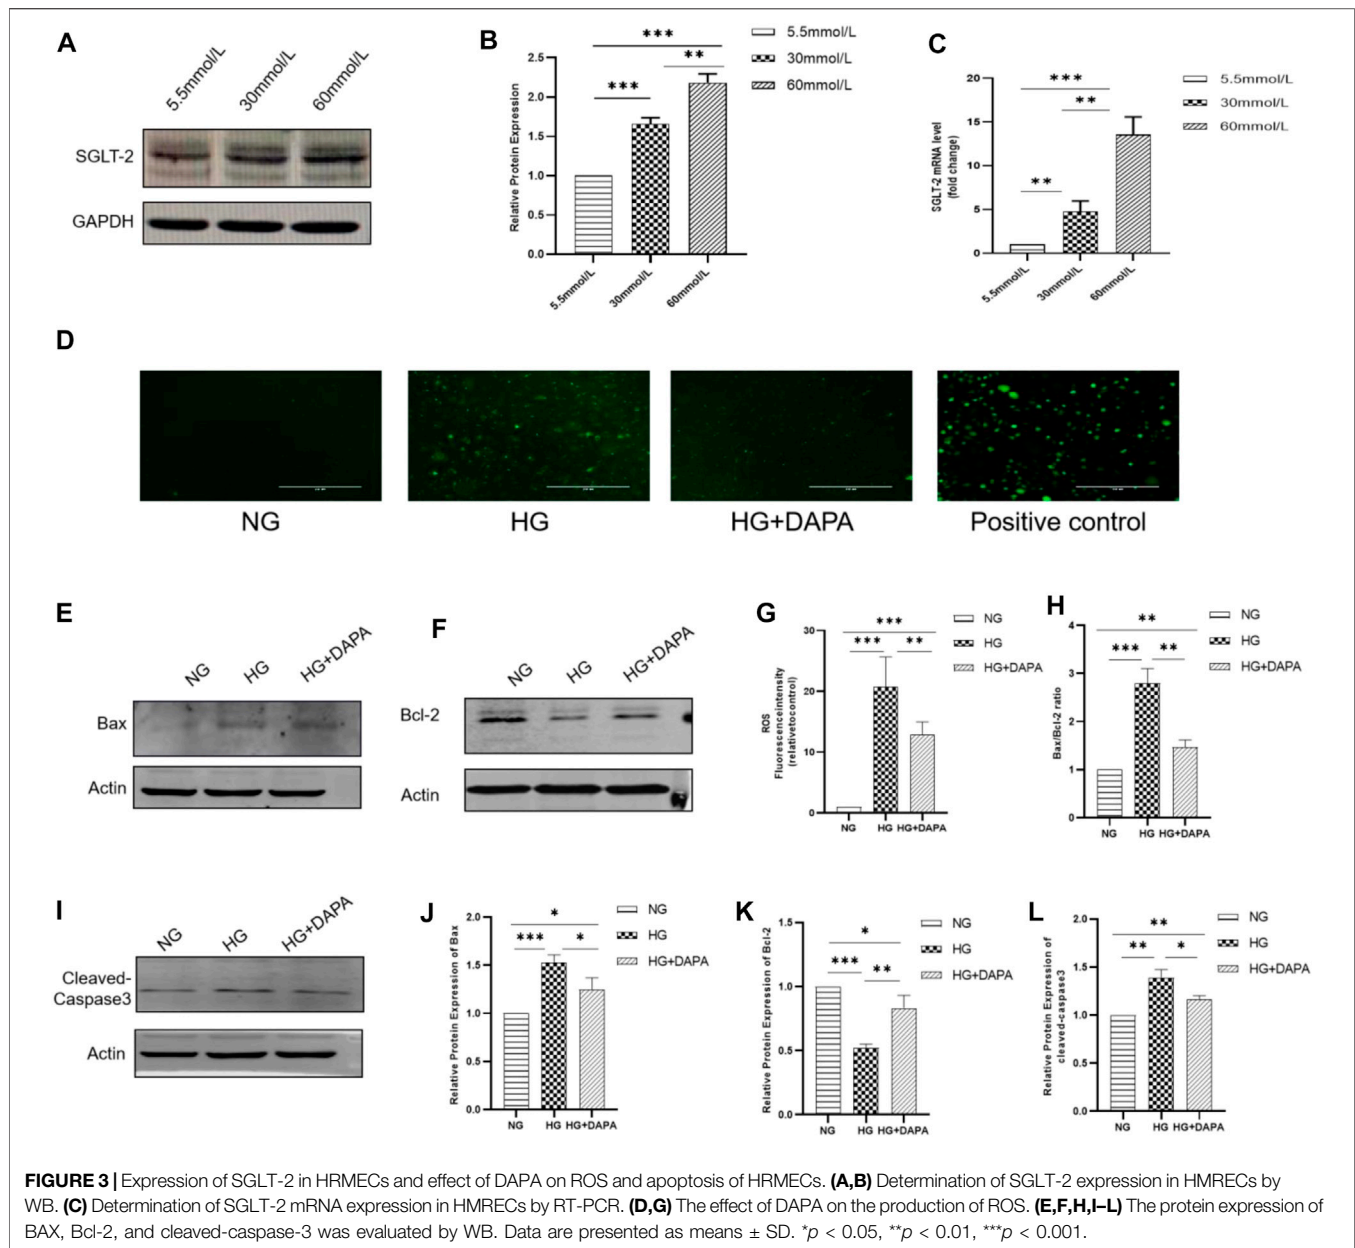 A
5.5mmol/L
30mmol/L
60mmol/L
SGLT-2
GAPDH
B
5.5mmol/L
30mmol/L
60mmol/L
***
**
***
Relative Protein Expression
2.5
2.0
1.5
1.0
0.5
0.0
5.5mmol/L
30mmol/L
60mmol/L
C
5.5mmol/L
30mmol/L
60mmol/L
***
**
**
SGLT-2 mRNA level
(fold change)
20
15
10
5
0
5.5mmol/L
30mmol/L
60mmol/L
D
NG
HG
HG+DAPA
Positive control
E
NG
HG
HG+DAPA
Bax
Actin
F
NG
HG
HG+DAPA
Bcl-2
Actin
G
NG
HG
HG+DAPA
***
***
**
ROS
Fluorescenceintensity
(relativetocontrol)
30
20
10
0
NG
HG
HG+DAPA
H
NG
HG
HG+DAPA
**
***
**
Bax/Bcl-2 ratio
4
3
2
1
0
NG
HG
HG+DAPA
I
NG
HG
HG+DAPA
Cleaved-
Caspase3
Actin
J
NG
HG
HG+DAPA
*
***
*
Relative Protein Expression of Bax
2.0
1.5
1.0
0.5
0.0
NG
HG
HG+DAPA
K
NG
HG
HG+DAPA
*
***
**
Relative Protein Expression of Bcl-2
1.5
1.0
0.5
0.0
NG
HG
HG+DAPA
L
NG
HG
HG+DAPA
**
**
*
Relative Protein Expression of
cleaved-caspase3
2.0
1.5
1.0
0.5
0.0
NG
HG
HG+DAPA
FIGURE 3 | Expression of SGLT-2 in HRMECs and effect of DAPA on ROS and apoptosis of HRMECs. (A,B) Determination of SGLT-2 expression in HMRECs by
WB. (C) Determination of SGLT-2 mRNA expression in HMRECs by RT-PCR. (D,G) The effect of DAPA on the production of ROS. (E,F,H,I–L) The protein expression of
BAX, Bcl-2, and cleaved-caspase-3 was evaluated by WB. Data are presented as means ± SD. *p < 0.05, **p < 0.01, ***p < 0.001.